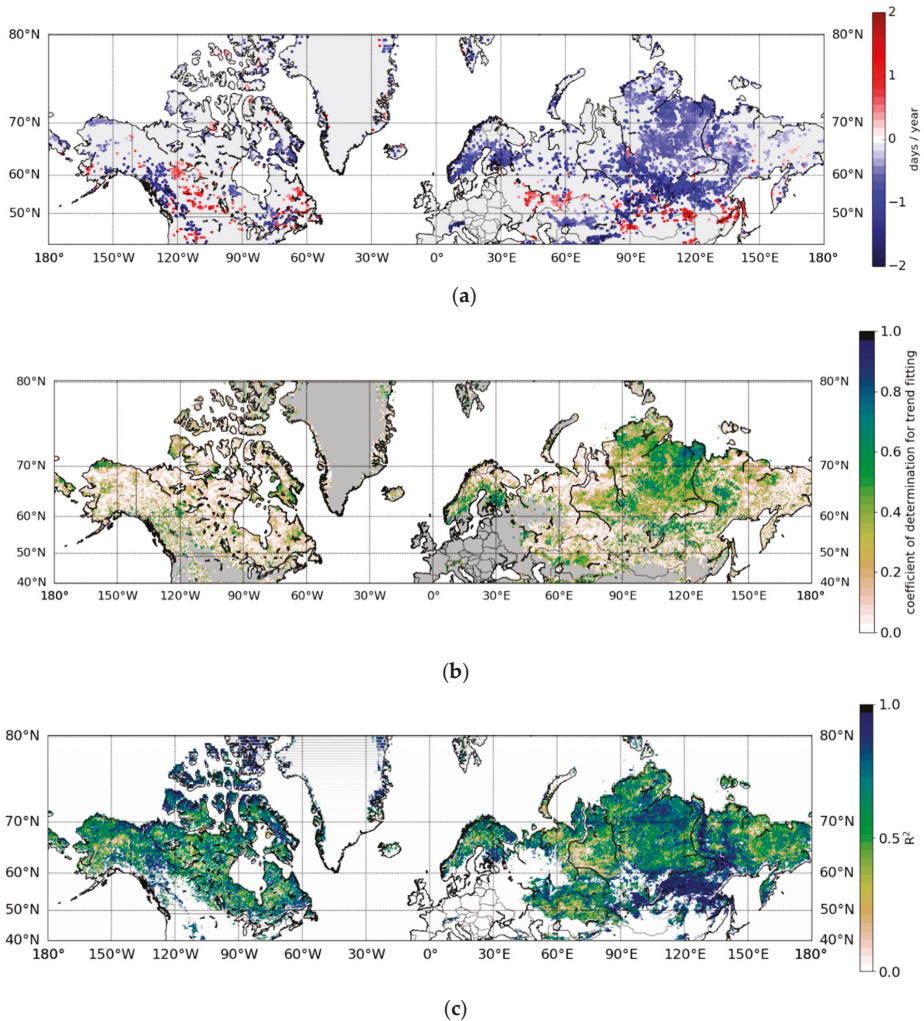 2
80°N 80°N
1
70°N 70°N
0
60°N 60°N
days / year
50°N 50°N
−1
−2
180° 150°W 120°W 90°W 60°W 30°W 0° 30°E 60°E 90°E 120°E 150°E 180°
(a)
1.0
80°N 80°N
0.8
70°N 70°N
0.6
60°N 60°N
0.4
50°N 50°N
0.2
40°N 40°N
0.0
coefficient of determination for trend fitting
180° 150°W 120°W 90°W 60°W 30°W 0° 30°E 60°E 90°E 120°E 150°E 180°
(b)
1.0
80°N 80°N
70°N 70°N
0.5
R²
60°N 60°N
50°N 50°N
40°N 40°N
0.0
180° 150°W 120°W 90°W 60°W 30°W 0° 30°E 60°E 90°E 120°E 150°E 180°
(c)